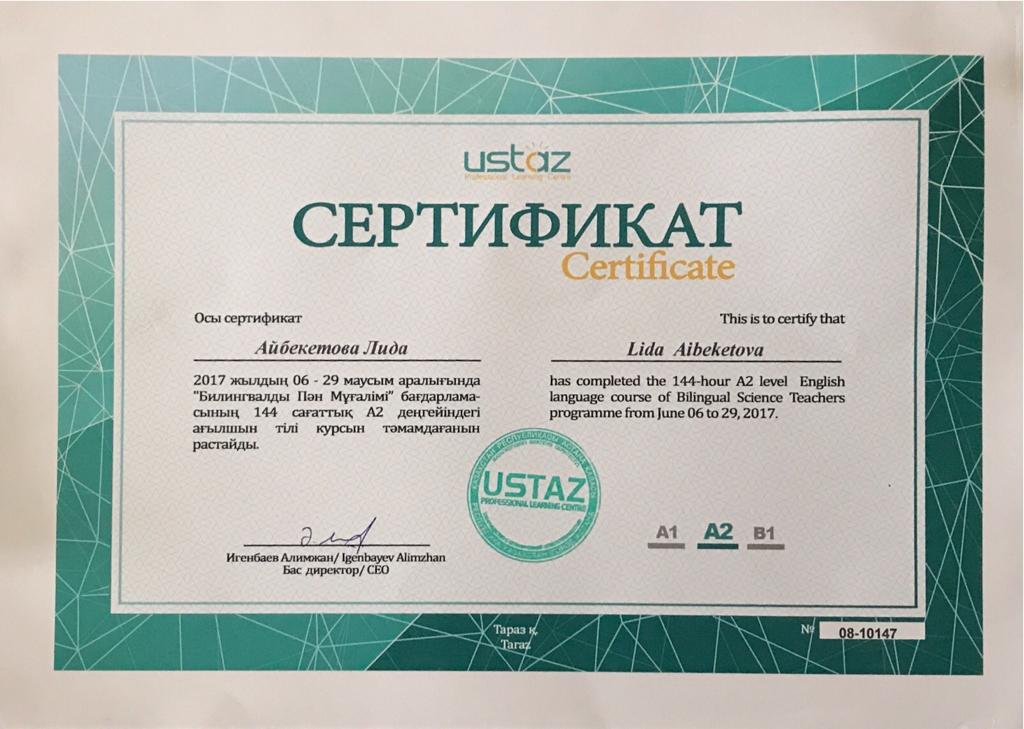 ustaz
Professional Learning Centre
СЕРТИФИКАТ
Certificate
Осы сертификат
Айбекетова Лида
2017 жылдың 06 - 29 маусым аралығында
"Билингвалды Пән Мұғалімі" бағдарлама-
сының 144 сағаттық А2 деңгейіндегі
ағылшын тілі курсын тәмамдағанын
растайды.
This is to certify that
Lida Aibeketova
has completed the 144-hour A2 level English
language course of Bilingual Science Teachers
programme from June 06 to 29, 2017.
USTAZ
PROFESSIONAL LEARNING CENTRE
Игенбаев Алимжан/ Igenbayev Alimzhan
Бас директор/ CEO
A1 A2 B1
Тараз қ.
Taraz
№ 08-10147